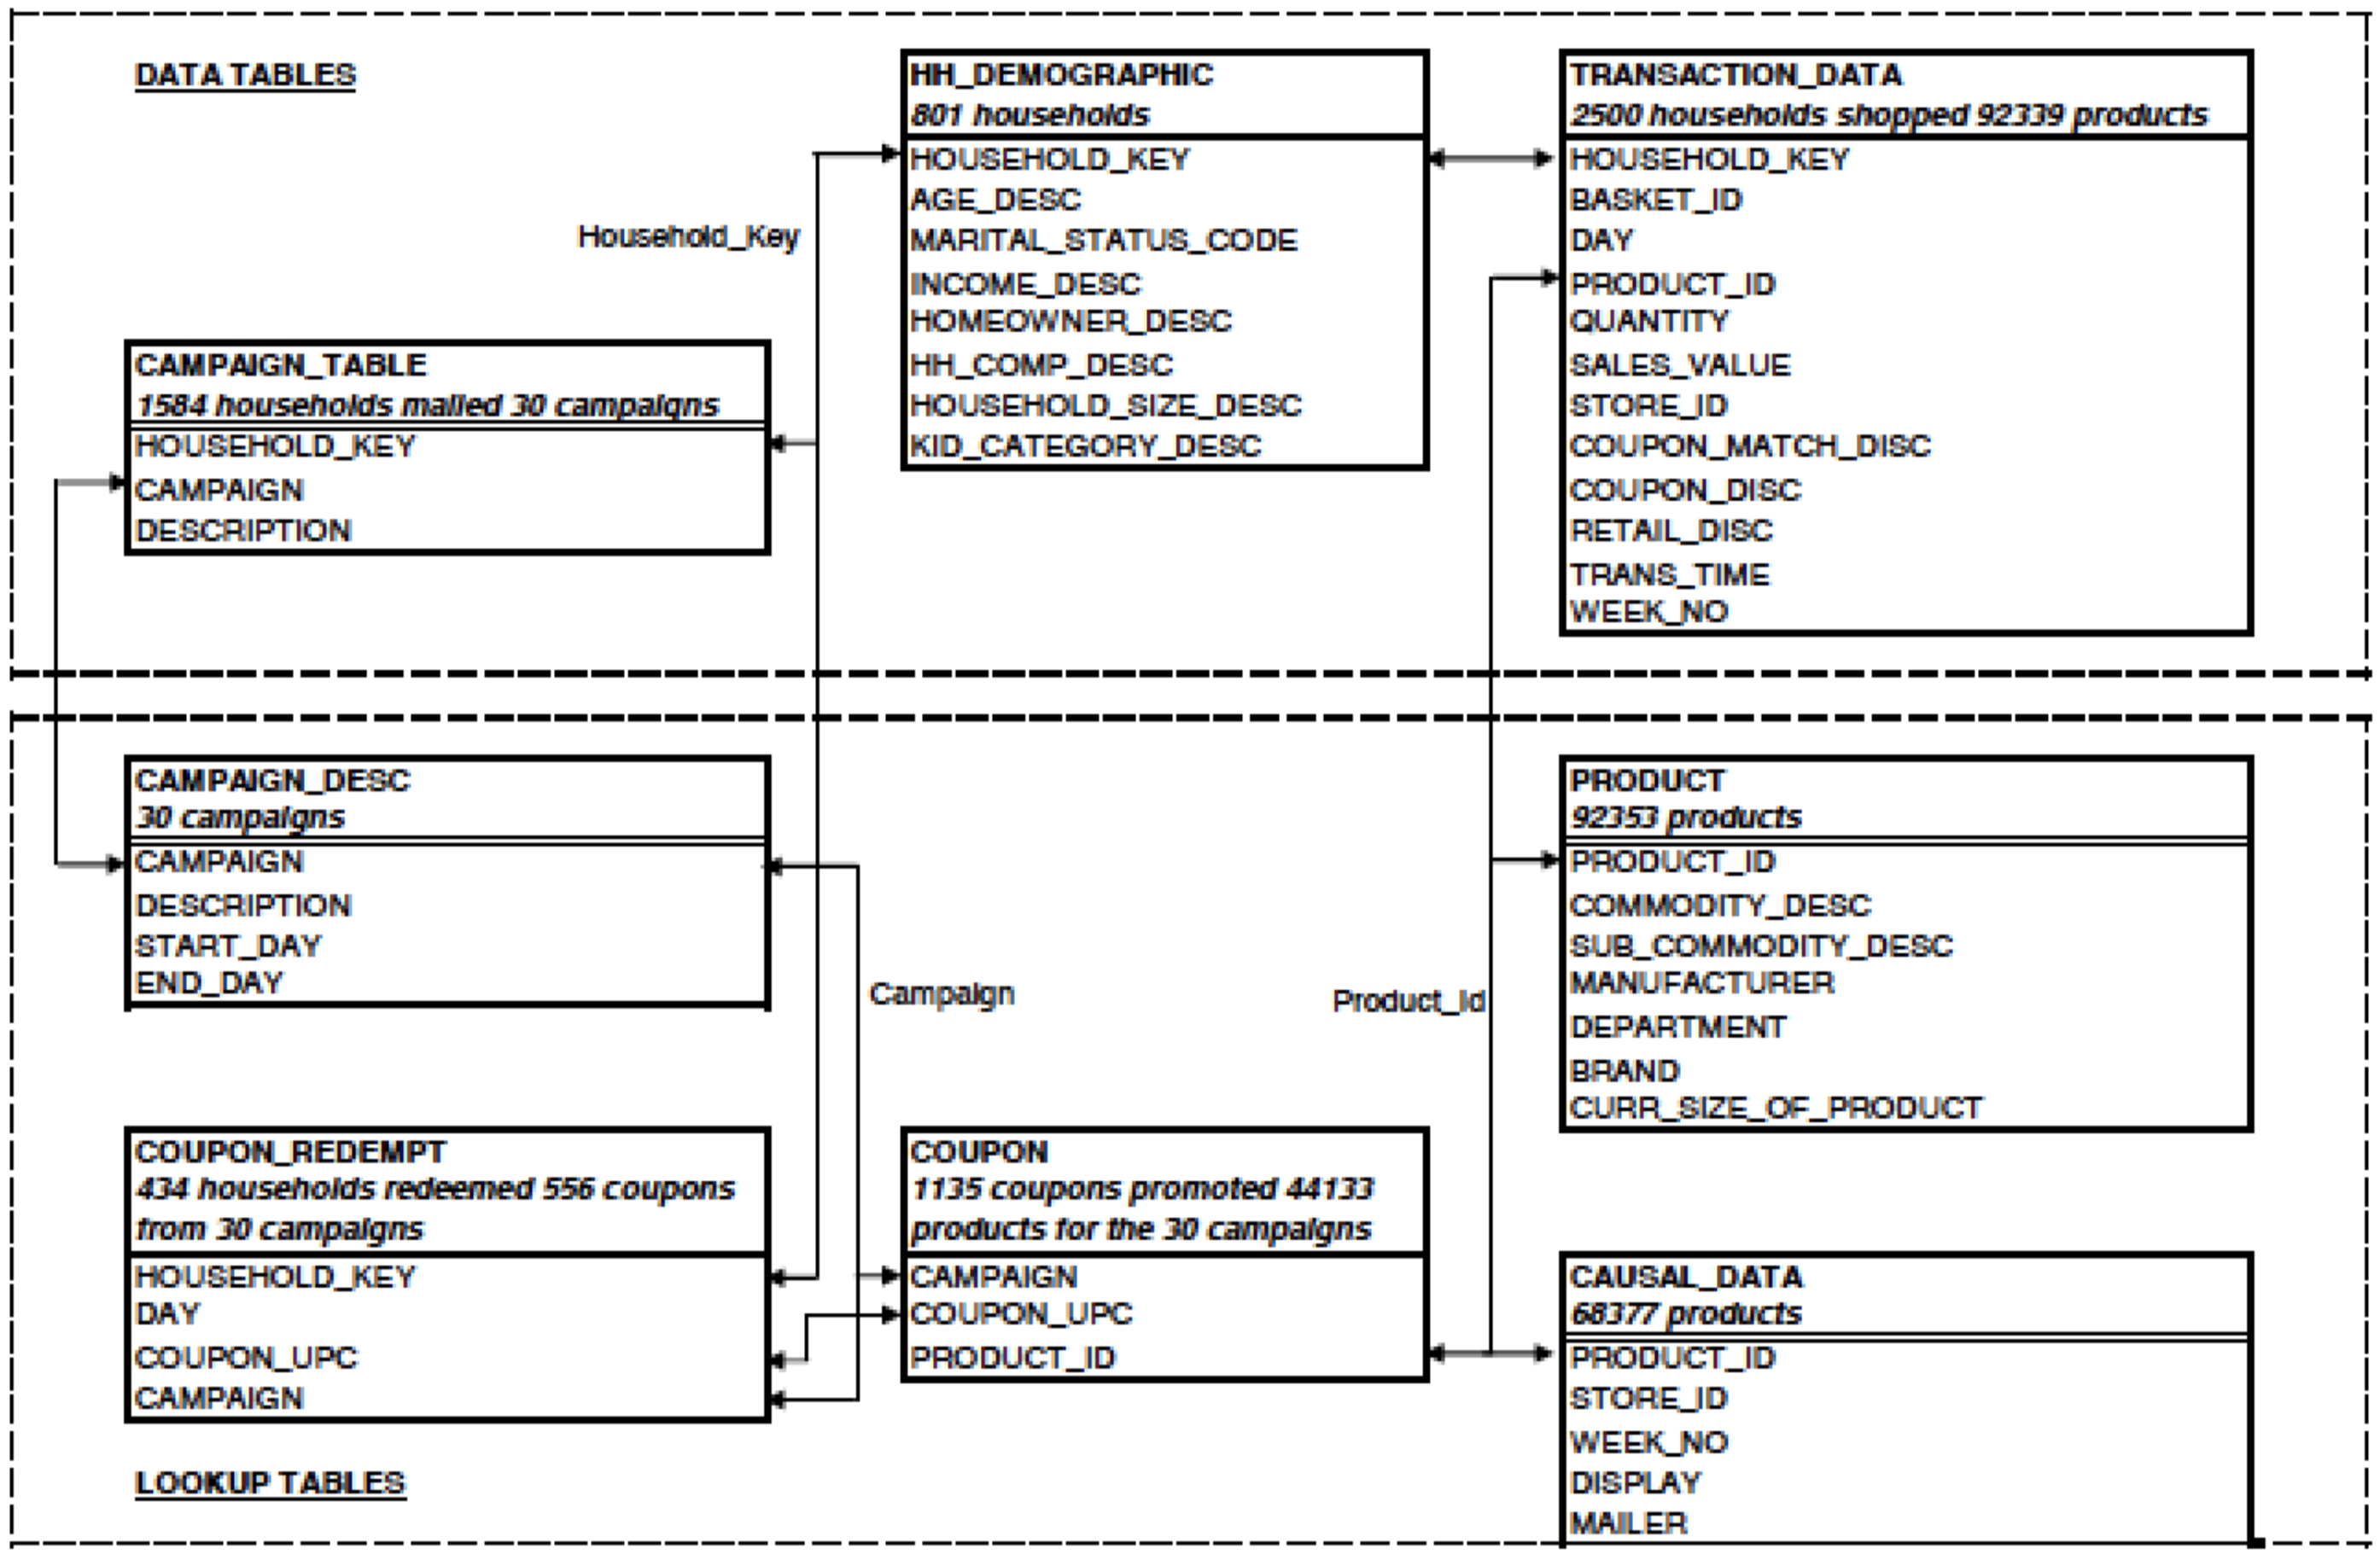 DATA TABLES
HH_DEMOGRAPHIC
801 households
HOUSEHOLD_KEY
AGE_DESC
MARITAL_STATUS_CODE
INCOME_DESC
HOMEOWNER_DESC
HH_COMP_DESC
HOUSEHOLD_SIZE_DESC
KID_CATEGORY_DESC
TRANSACTION_DATA
2500 households shopped 92339 products
HOUSEHOLD_KEY
BASKET_ID
DAY
PRODUCT_ID
QUANTITY
SALES_VALUE
STORE_ID
COUPON_MATCH_DISC
COUPON_DISC
RETAIL_DISC
TRANS_TIME
WEEK_NO
Household_Key
CAMPAIGN_TABLE
1584 households mailed 30 campaigns
HOUSEHOLD_KEY
CAMPAIGN
DESCRIPTION
CAMPAIGN_DESC
30 campaigns
CAMPAIGN
DESCRIPTION
START_DAY
END_DAY
Campaign
Product_Id
PRODUCT
92353 products
PRODUCT_ID
COMMODITY_DESC
SUB_COMMODITY_DESC
MANUFACTURER
DEPARTMENT
BRAND
CURR_SIZE_OF_PRODUCT
COUPON_REDEMPT
434 households redeemed 556 coupons
from 30 campaigns
HOUSEHOLD_KEY
DAY
COUPON_UPC
CAMPAIGN
COUPON
1135 coupons promoted 44133
products for the 30 campaigns
CAMPAIGN
COUPON_UPC
PRODUCT_ID
CAUSAL_DATA
68377 products
PRODUCT_ID
STORE_ID
WEEK_NO
DISPLAY
MAILER
LOOKUP TABLES